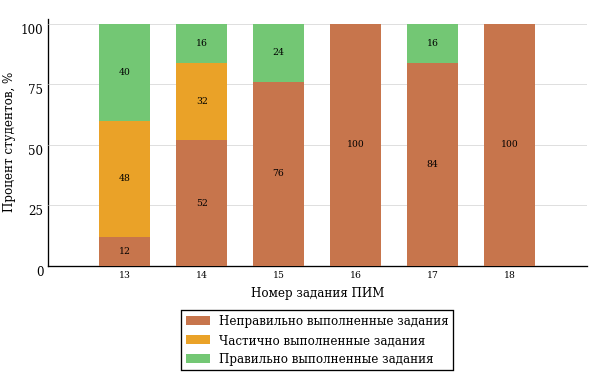 100
75
50
25
0
Процент студентов, %
40
48
12
16
32
52
24
76
100
16
84
100
13 14 15 16 17 18
Номер задания ПИМ
Неправильно выполненные задания
Частично выполненные задания
Правильно выполненные задания